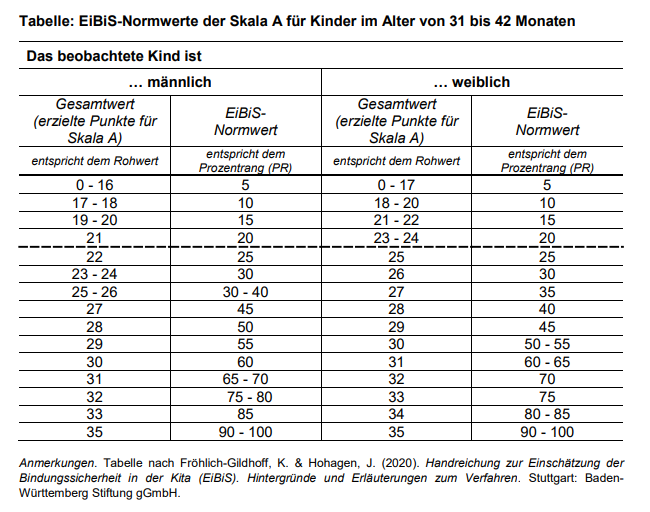 Tabelle: EiBiS-Normwerte der Skala A für Kinder im Alter von 31 bis 42 Monaten
Das beobachtete Kind ist
… männlich … weiblich
Gesamtwert EiBiS- Gesamtwert EiBiS-
(erzielte Punkte für Normwert (erzielte Punkte für Normwert
Skala A) Skala A)
entspricht dem Rohwert entspricht dem Prozentrang (PR) entspricht dem Rohwert entspricht dem Prozentrang (PR)
0 - 16 5 0 - 17 5
17 - 18 10 18 - 20 10
19 - 20 15 21 - 22 15
21 20 23 - 24 20
22 25 25 25
23 - 24 30 26 30
25 - 26 30 - 40 27 35
27 45 28 40
28 50 29 45
29 55 30 50 - 55
30 60 31 60 - 65
31 65 - 70 32 70
32 75 - 80 33 75
33 85 34 80 - 85
35 90 - 100 35 90 - 100
Anmerkungen. Tabelle nach Fröhlich-Gildhoff, K. & Hohagen, J. (2020). Handreichung zur Einschätzung der
Bindungssicherheit in der Kita (EiBiS). Hintergründe und Erläuterungen zum Verfahren. Stuttgart: Baden-
Württemberg Stiftung gGmbH.